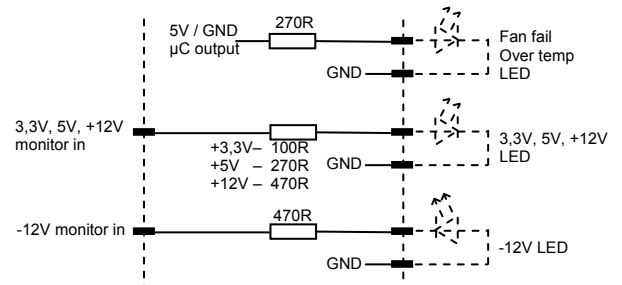 5V / GND
µC output
270R
GND
Fan fail
Over temp
LED
3,3V, 5V, +12V
monitor in
+3,3V– 100R
+5V – 270R
+12V – 470R
GND
3,3V, 5V, +12V
LED
-12V monitor in
470R
GND
-12V LED